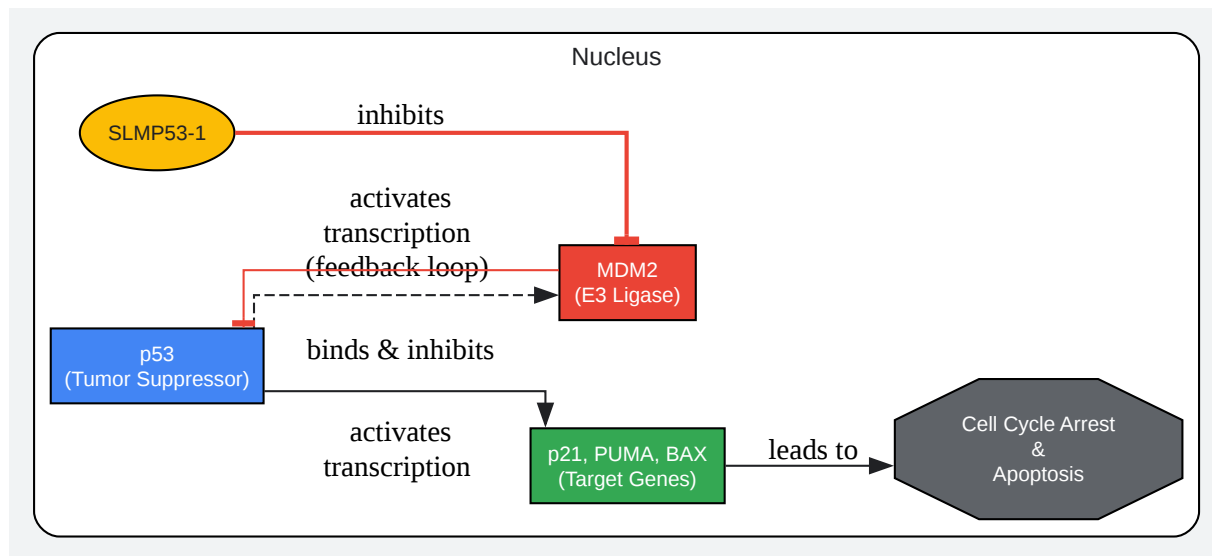 Nucleus
SLMP53-1
inhibits
activates
transcription
(feedback loop)
MDM2
(E3 Ligase)
p53
(Tumor Suppressor)
binds & inhibits
activates
transcription
p21, PUMA, BAX
(Target Genes)
leads to
Cell Cycle Arrest
&
Apoptosis